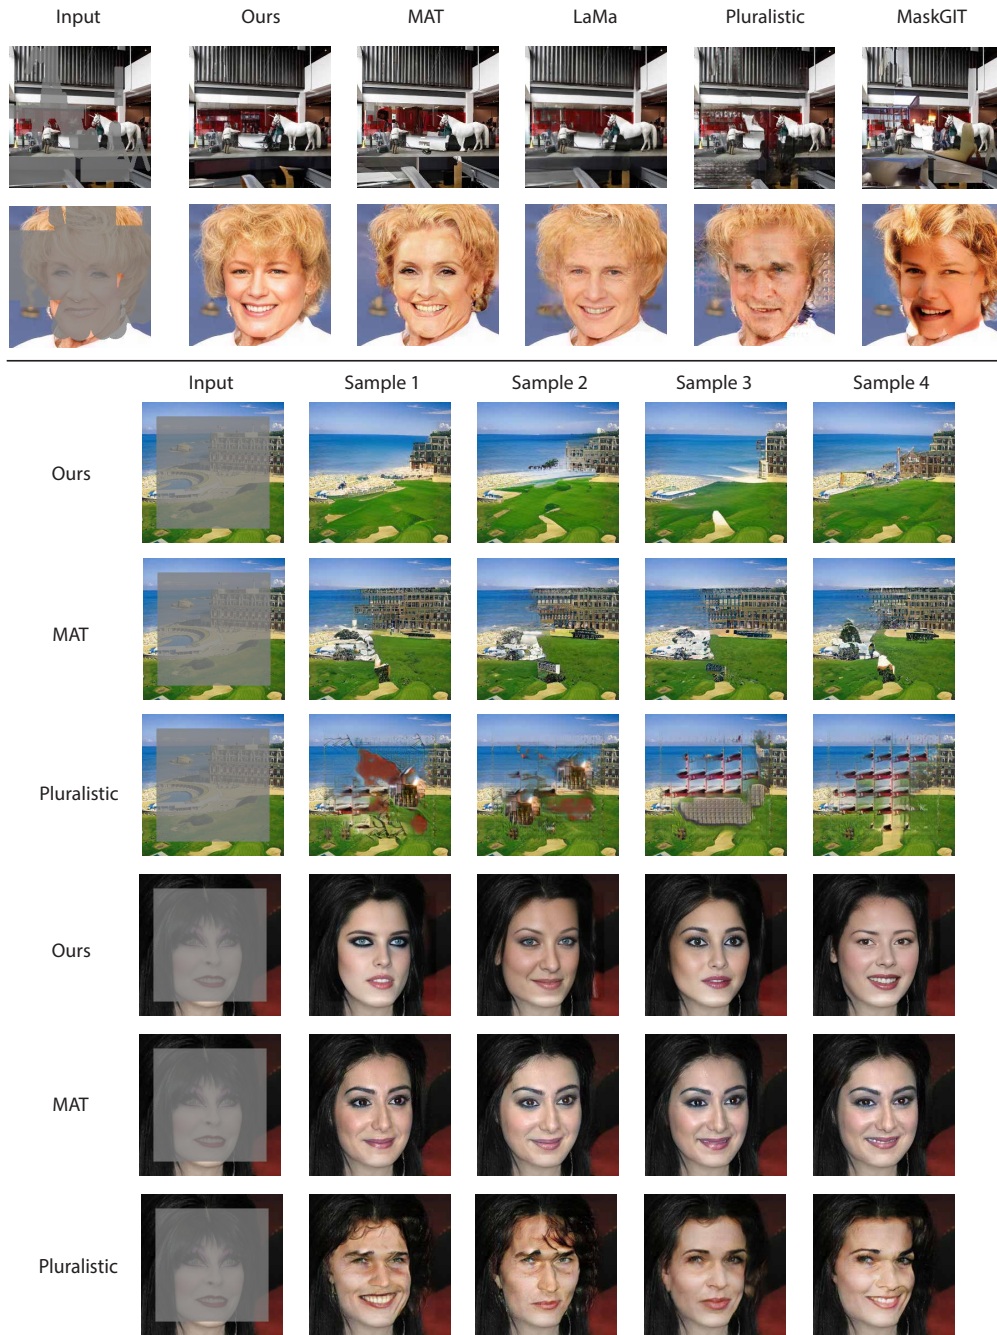 Input Ours MAT LaMa Pluralistic MaskGIT
Input Sample 1 Sample 2 Sample 3 Sample 4
Ours
MAT
Pluralistic
Ours
MAT
Pluralistic